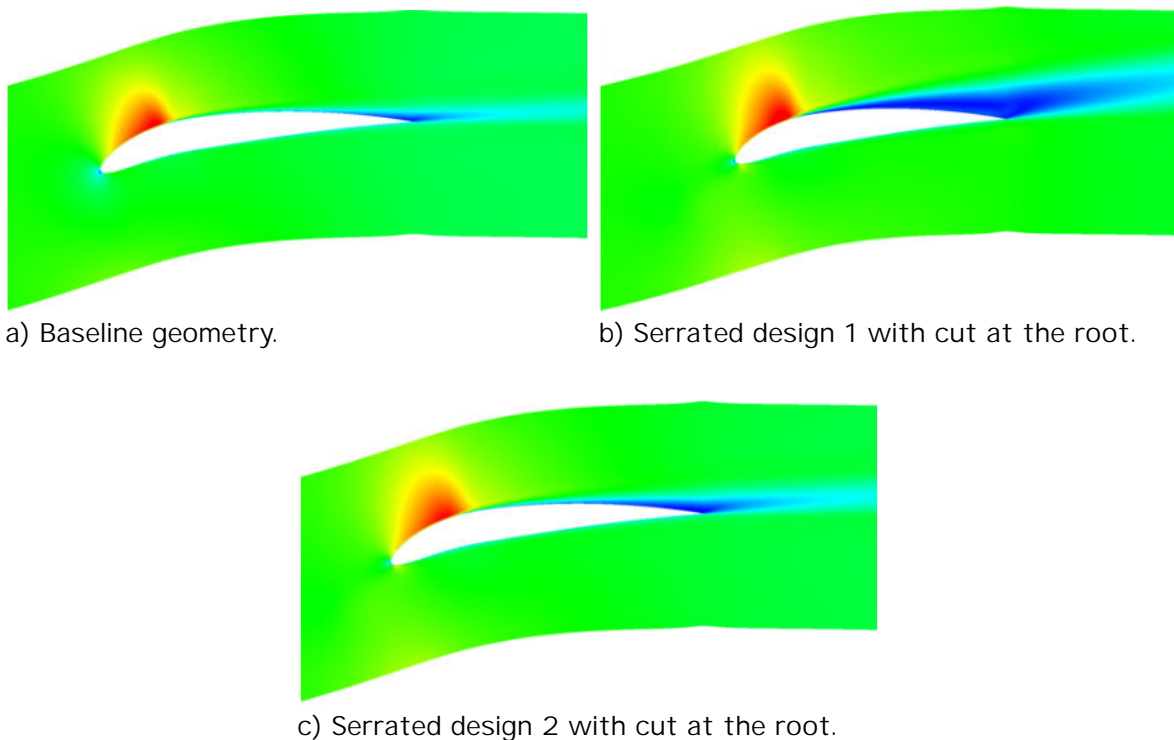 a) Baseline geometry.
b) Serrated design 1 with cut at the root.
c) Serrated design 2 with cut at the root.